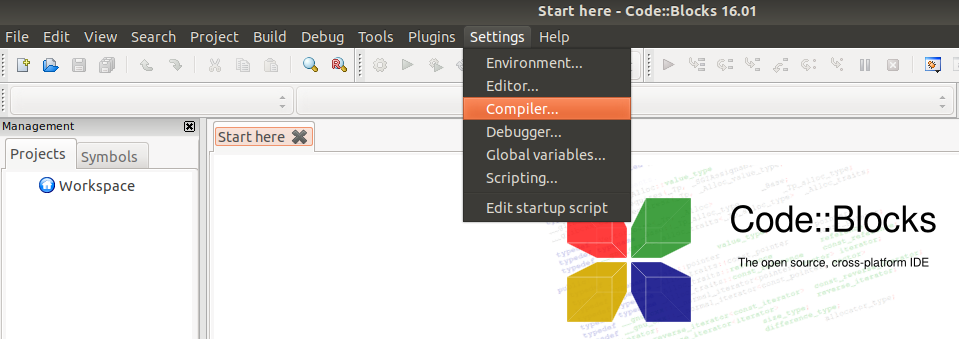 Start here - Code::Blocks 16.01
File Edit View Search Project Build Debug Tools Plugins Settings Help
Environment...
Editor...
Compiler...
Debugger...
Global variables...
Scripting...
Edit startup script
Management
Projects Symbols
Workspace
Start here
Code::Blocks
The open source, cross-platform IDE